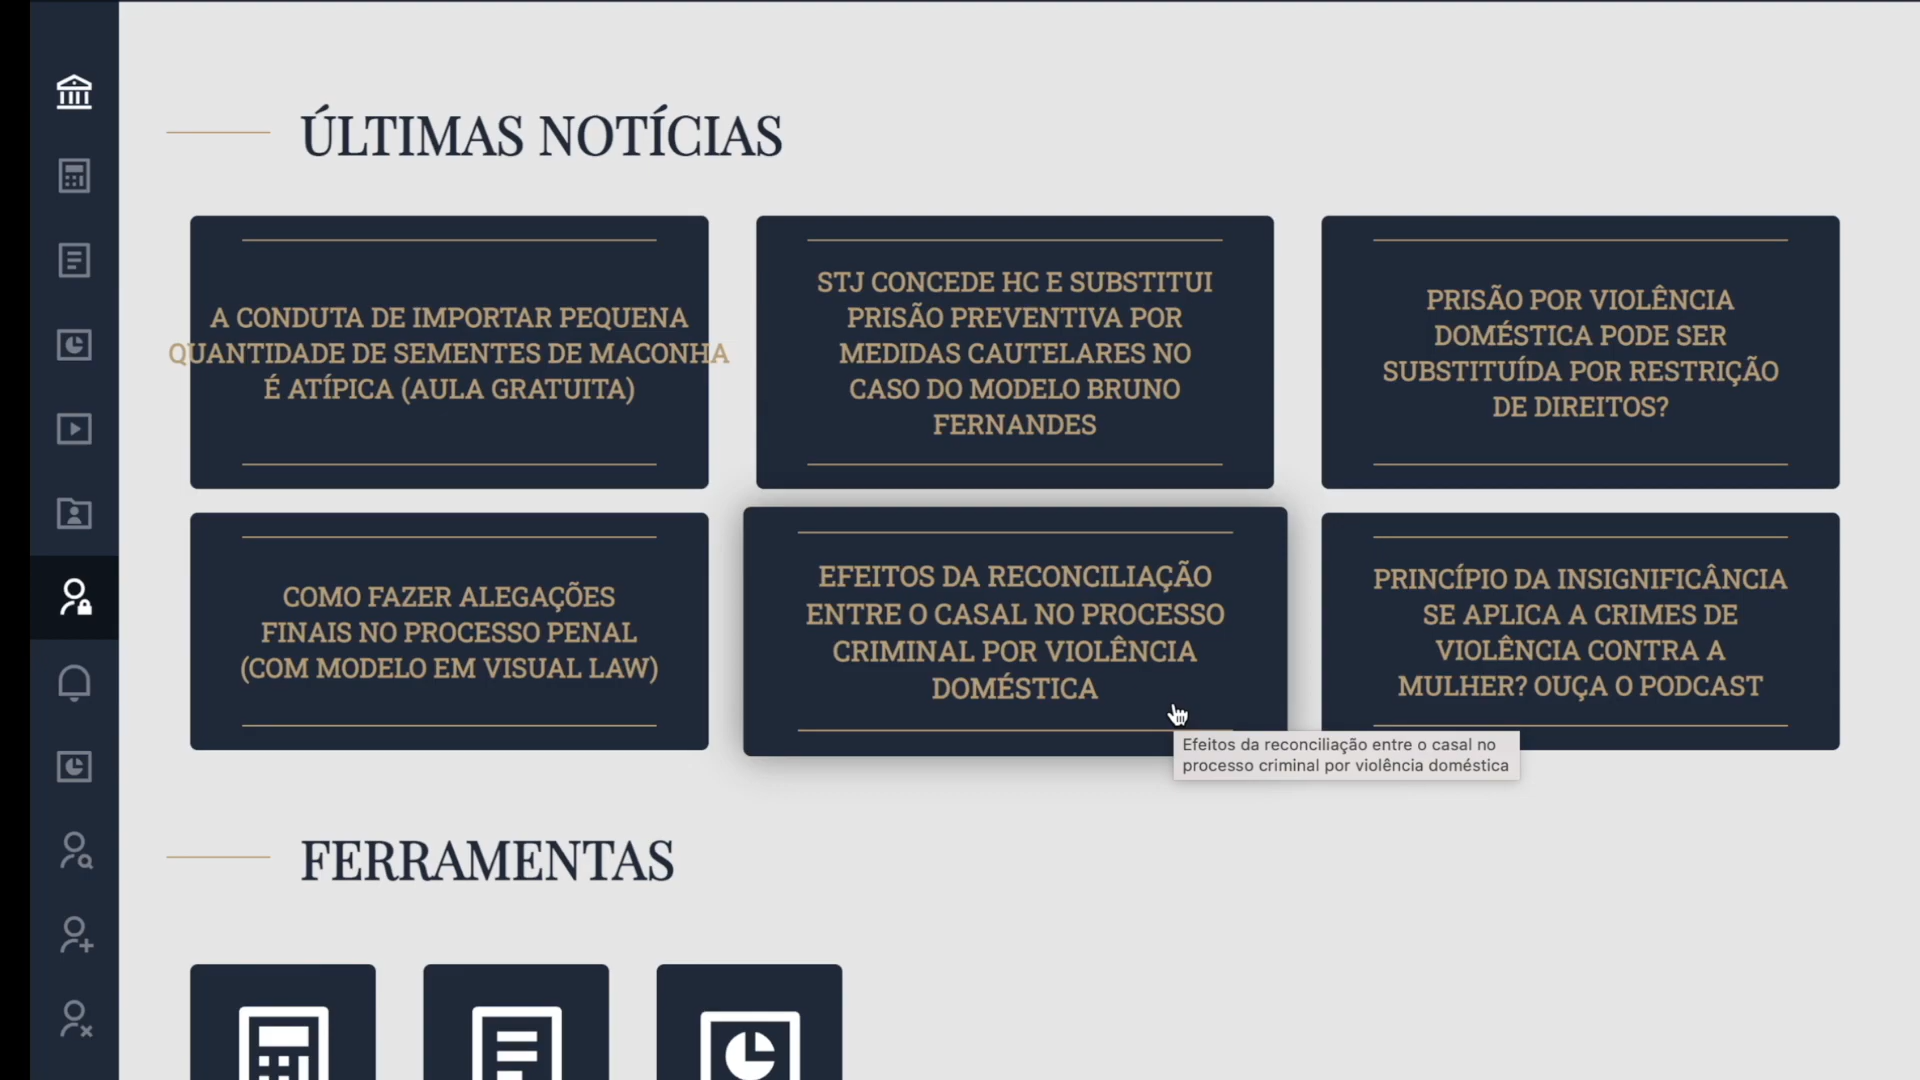 ÚLTIMAS NOTÍCIAS
A CONDUTA DE IMPORTAR PEQUENA
QUANTIDADE DE SEMENTES DE MACONHA
É ATÍPICA (AULA GRATUITA)
STJ CONCEDE HC E SUBSTITUI
PRISÃO PREVENTIVA POR
MEDIDAS CAUTELARES NO
CASO DO MODELO BRUNO
FERNANDES
PRISÃO POR VIOLÊNCIA
DOMÉSTICA PODE SER
SUBSTITUÍDA POR RESTRIÇÃO
DE DIREITOS?
COMO FAZER ALEGAÇÕES
FINAIS NO PROCESSO PENAL
(COM MODELO EM VISUAL LAW)
EFEITOS DA RECONCILIAÇÃO
ENTRE O CASAL NO PROCESSO
CRIMINAL POR VIOLÊNCIA
DOMÉSTICA
PRINCÍPIO DA INSIGNIFICÂNCIA
SE APLICA A CRIMES DE
VIOLÊNCIA CONTRA A
MULHER? OUÇA O PODCAST
Efeitos da reconciliação entre o casal no
processo criminal por violência doméstica
FERRAMENTAS